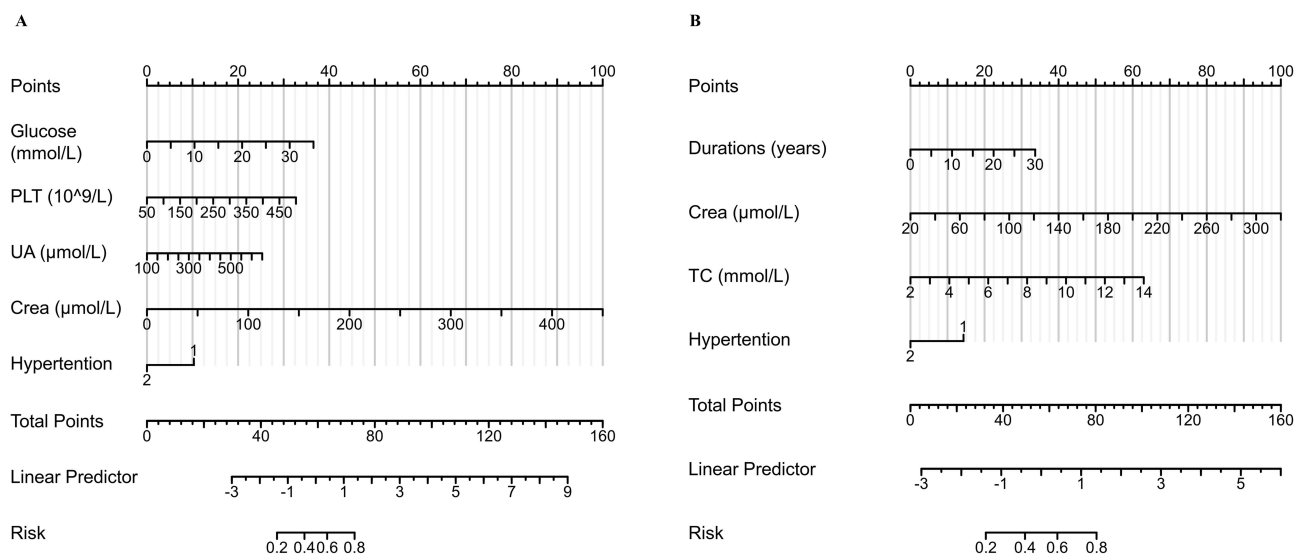 A
Points
0 20 40 60 80 100
Glucose
(mmol/L)
0 10 20 30
PLT (10^9/L)
50 150 250 350 450
UA (μmol/L)
100 300 500
Crea (μmol/L)
0 100 200 300 400
Hypertention
1
2
Total Points
0 40 80 120 160
Linear Predictor
-3 -1 1 3 5 7 9
Risk
0.2 0.4 0.6 0.8
B
Points
0 20 40 60 80 100
Durations (years)
0 10 20 30
Crea (μmol/L)
20 60 100 140 180 220 260 300
TC (mmol/L)
2 4 6 8 10 12 14
Hypertention
1
2
Total Points
0 40 80 120 160
Linear Predictor
-3 -1 1 3 5
Risk
0.2 0.4 0.6 0.8